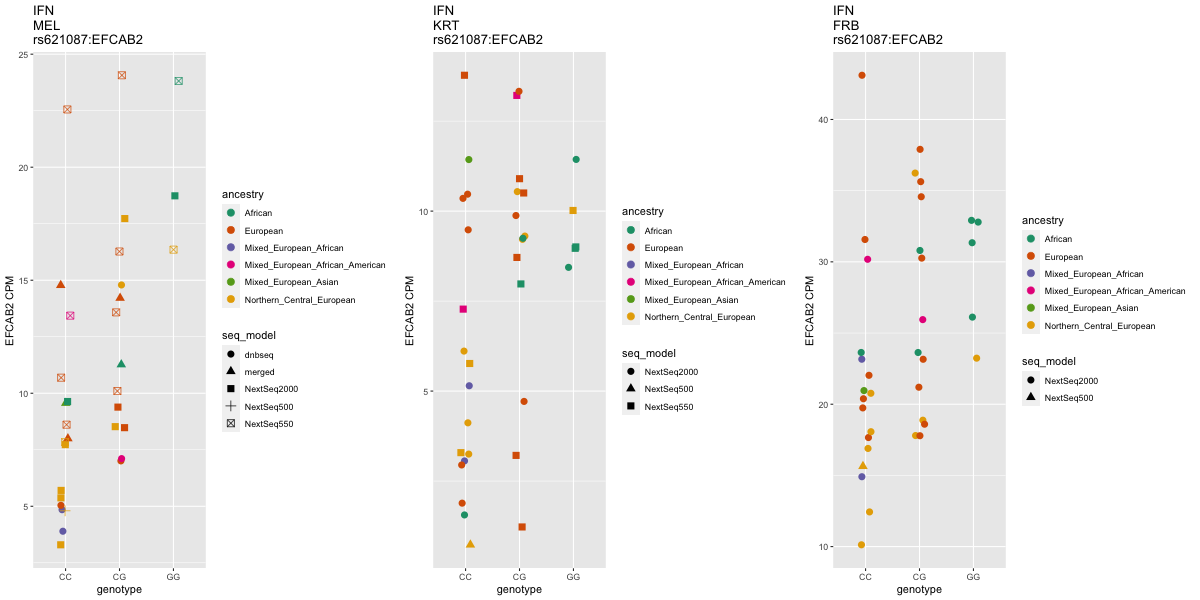 IFN
MEL
rs621087:EFCAB2
EFCAB2 CPM
25
20
15
10
5
CC
CG
GG
genotype
ancestry
African
European
Mixed_European_African
Mixed_European_African_American
Mixed_European_Asian
Northern_Central_European
seq_model
dnbseq
merged
NextSeq2000
NextSeq500
NextSeq550
IFN
KRT
rs621087:EFCAB2
EFCAB2 CPM
10
5
CC
CG
GG
genotype
ancestry
African
European
Mixed_European_African
Mixed_European_African_American
Mixed_European_Asian
Northern_Central_European
seq_model
NextSeq2000
NextSeq500
NextSeq550
IFN
FRB
rs621087:EFCAB2
EFCAB2 CPM
40
30
20
10
CC
CG
GG
genotype
ancestry
African
European
Mixed_European_African
Mixed_European_African_American
Mixed_European_Asian
Northern_Central_European
seq_model
NextSeq2000
NextSeq500